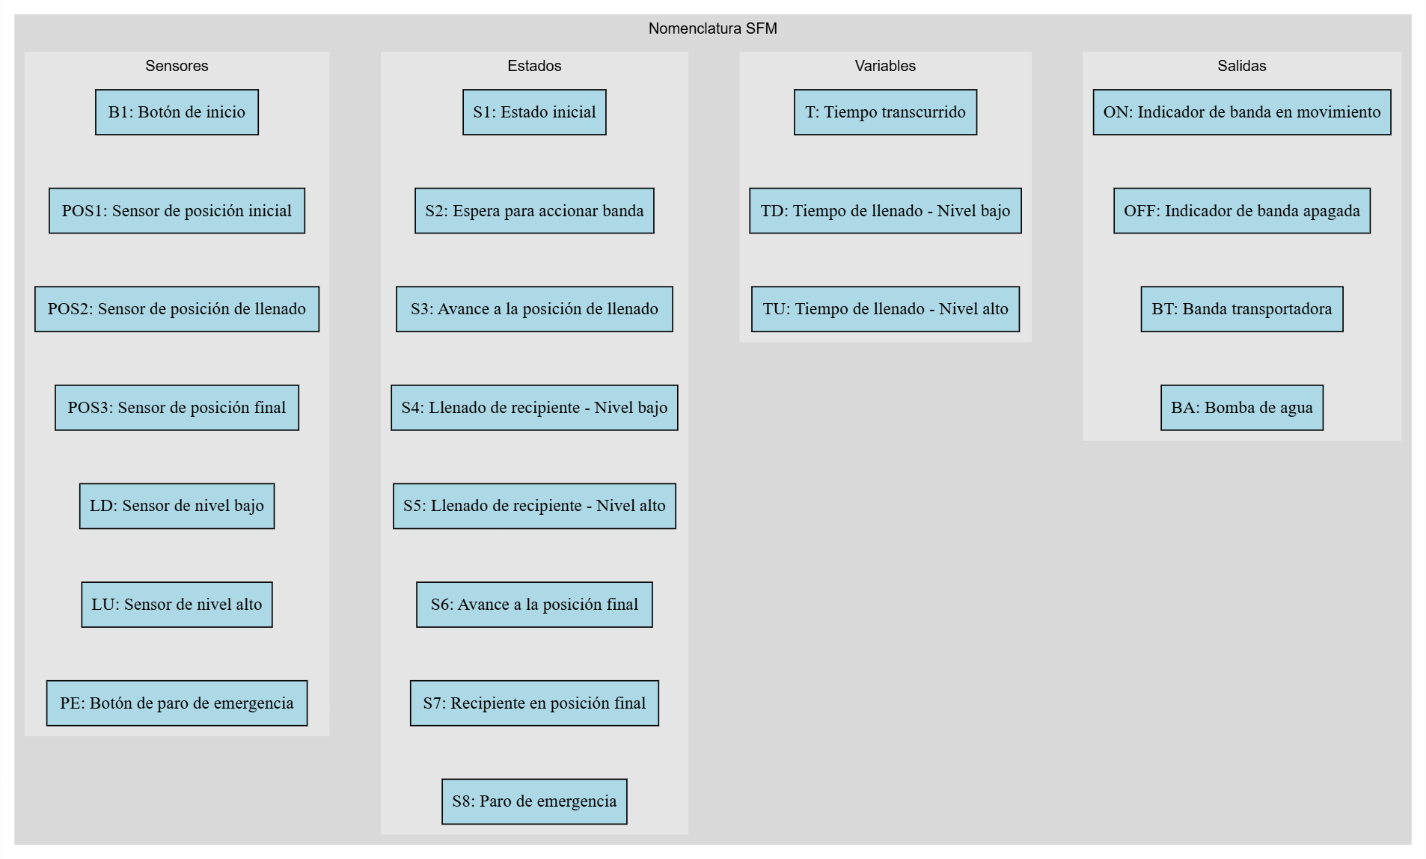 Nomenclatura SFM
Sensores
B1: Botón de inicio
POS1: Sensor de posición inicial
POS2: Sensor de posición de llenado
POS3: Sensor de posición final
LD: Sensor de nivel bajo
LU: Sensor de nivel alto
PE: Botón de paro de emergencia
Estados
S1: Estado inicial
S2: Espera para accionar banda
S3: Avance a la posición de llenado
S4: Llenado de recipiente - Nivel bajo
S5: Llenado de recipiente - Nivel alto
S6: Avance a la posición final
S7: Recipiente en posición final
S8: Paro de emergencia
Variables
T: Tiempo transcurrido
TD: Tiempo de llenado - Nivel bajo
TU: Tiempo de llenado - Nivel alto
Salidas
ON: Indicador de banda en movimiento
OFF: Indicador de banda apagada
BT: Banda transportadora
BA: Bomba de agua